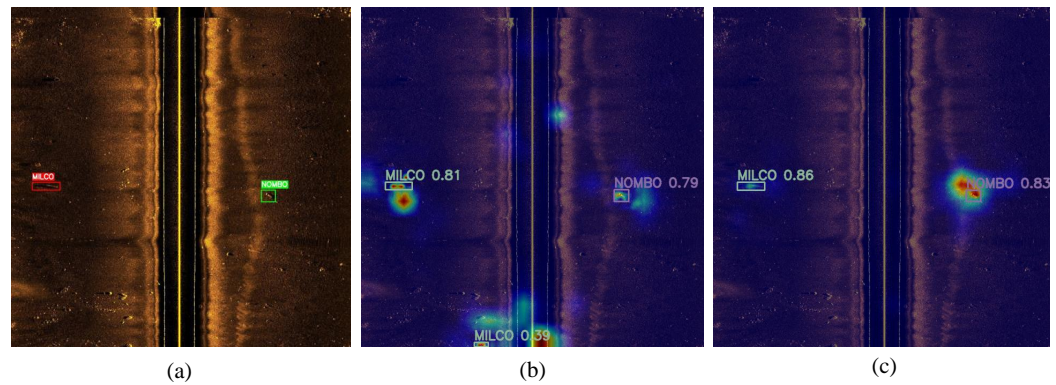 MILCO
NOMBO
MILCO 0.81
NOMBO 0.79
MILCO 0.39
MILCO 0.86
NOMBO 0.83
(a)
(b)
(c)